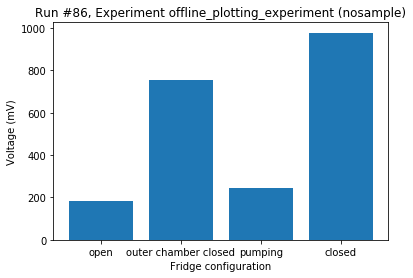 Run #86, Experiment offline_plotting_experiment (nosample)
1000
800
600
400
200
0
Voltage (mV)
open outer chamber closed pumping closed
Fridge configuration